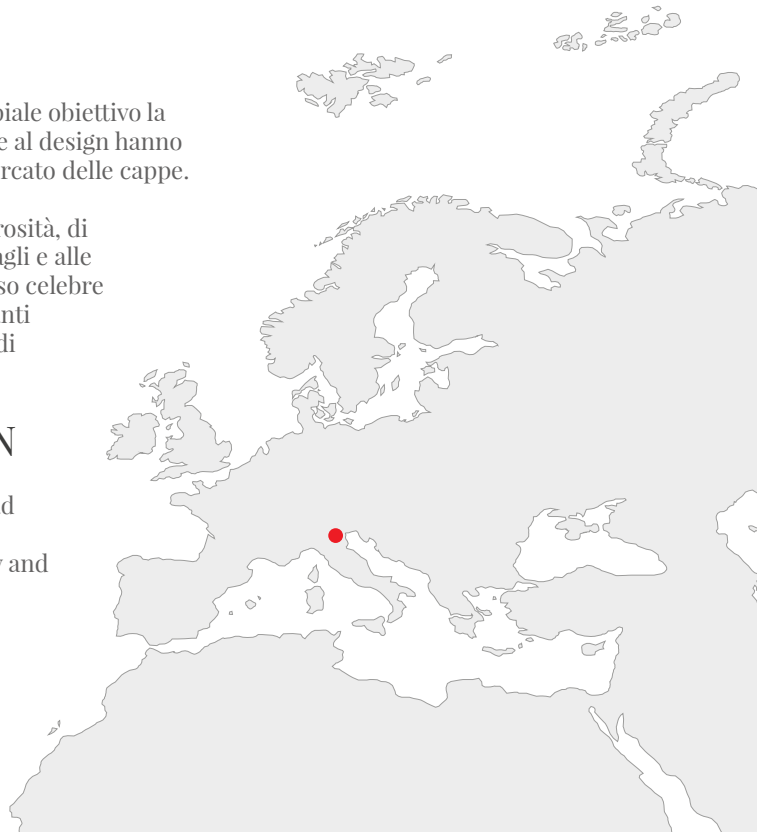 piale obiettivo la
e al design hanno
rcato delle cappe.
rosità, di
agli e alle
so celebre
nti
di
N
d
y and